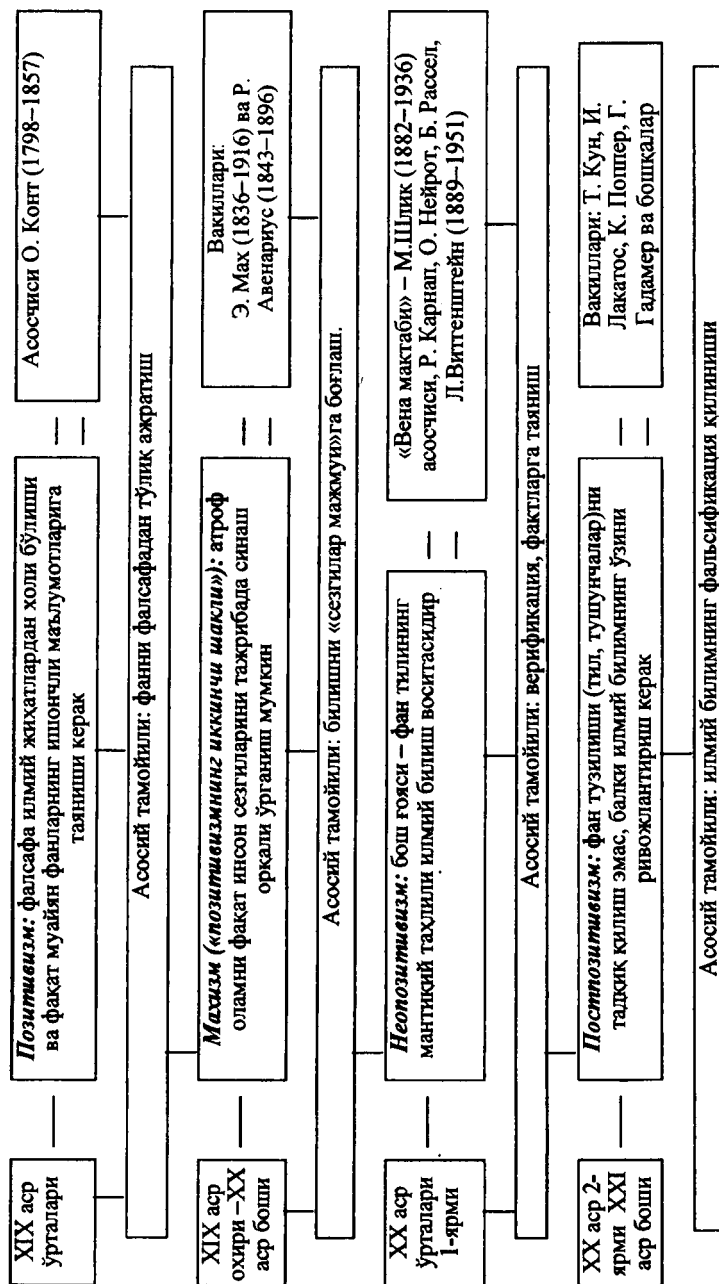 XIX аср
ўрталари
Позитивизм: фалсафа илмий жиҳатлардан холи бўлиши
ва фақат муайян фанларнинг ишончли маълумотларига
таяниши керак
Асосчиси О. Конт (1798–1857)
Асосий тамойили: фанни фалсафадан тўлиқ ажратиш
XIX аср
охири –XX
аср боши
Махизм («позитивизмнинг иккинчи шакли»): атроф
оламни фақат инсон сезгиларини тажрибада синаш
орқали ўрганиш мумкин
Вакиллари:
Э. Мах (1836–1916) ва Р.
Авенариус (1843–1896)
Асосий тамойили: билишни «сезгилар мажмуи»га боғлаш.
XX аср
ўрталари
1-ярми
Неопозитивизм: бош ғояси – фан тилининг
мантиқий таҳлили илмий билиш воситасидир
«Вена мактаби» – М.Шлик (1882–1936)
асосчиси, Р. Карнап, О. Нейрот, Б. Рассел,
Л.Витгенштейн (1889–1951)
Асосий тамойили: верификация, фактларга таяниш
XX аср 2-
ярми XXI
аср боши
Постпозитивизм: фан тузилиши (тил, тушунчалар)ни
тадқиқ қилиш эмас, балки илмий билимнинг ўзини
ривожлантириш керак
Вакиллари: Т. Кун, И.
Лакатос, К. Поппер, Г.
Гадамер ва бошқалар
Асосий тамойили: илмий билимнинг фальсификация қилиниши